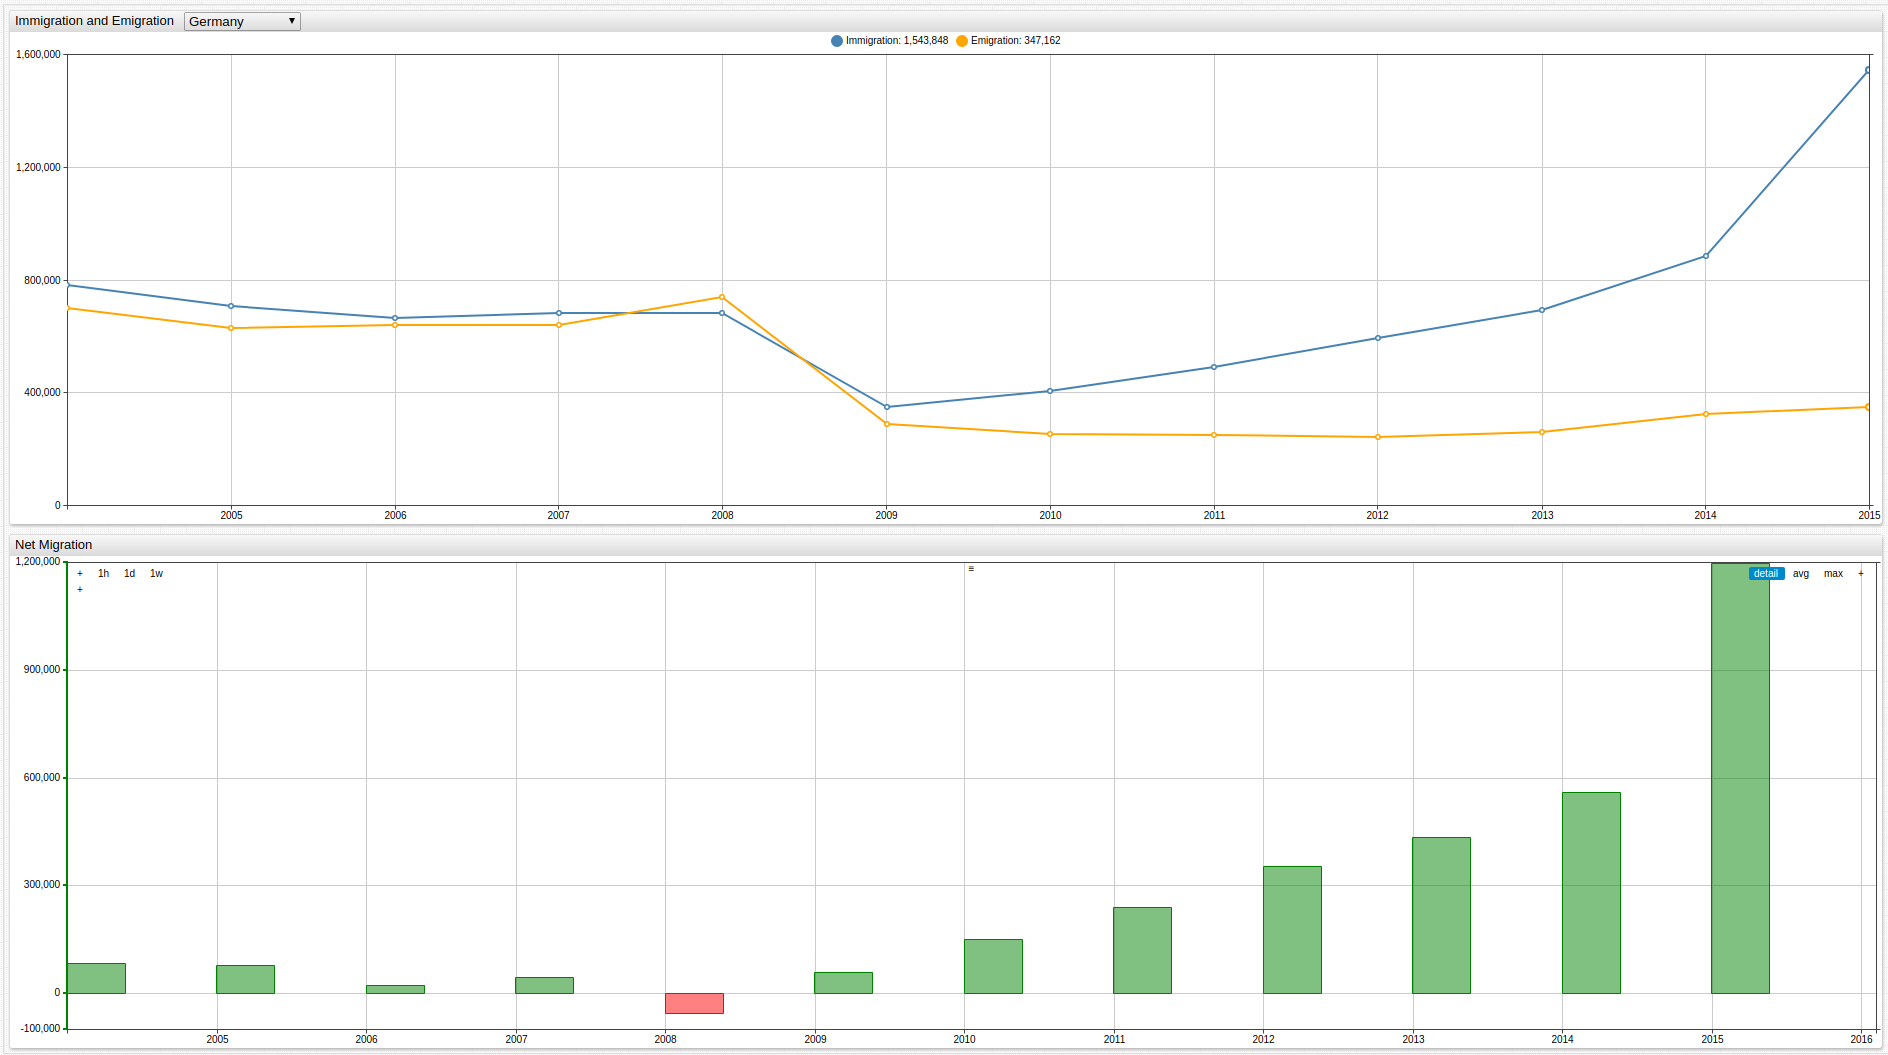 Immigration and Emigration Germany ▼
Immigration: 1,543,848 Emigration: 347,162
1,600,000
1,200,000
800,000
400,000
0
2005 2006 2007 2008 2009 2010 2011 2012 2013 2014 2015
Net Migration
1,200,000
+ 1h 1d 1w
+
≡
detail avg max +
900,000
600,000
300,000
0
-100,000
2005 2006 2007 2008 2009 2010 2011 2012 2013 2014 2015 2016